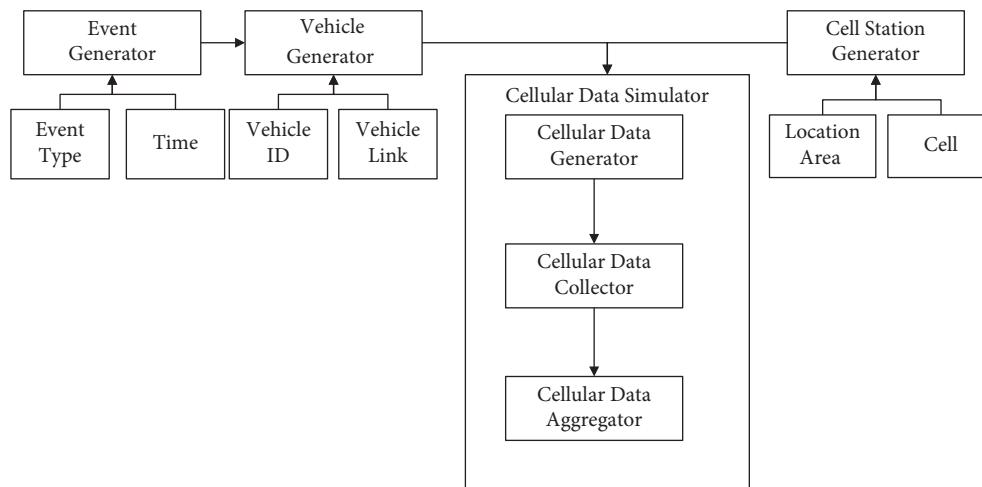 Event
Generator
Vehicle
Generator
Cell Station
Generator
Event
Type
Time
Vehicle
ID
Vehicle
Link
Location
Area
Cell
Cellular Data Simulator
Cellular Data
Generator
Cellular Data
Collector
Cellular Data
Aggregator